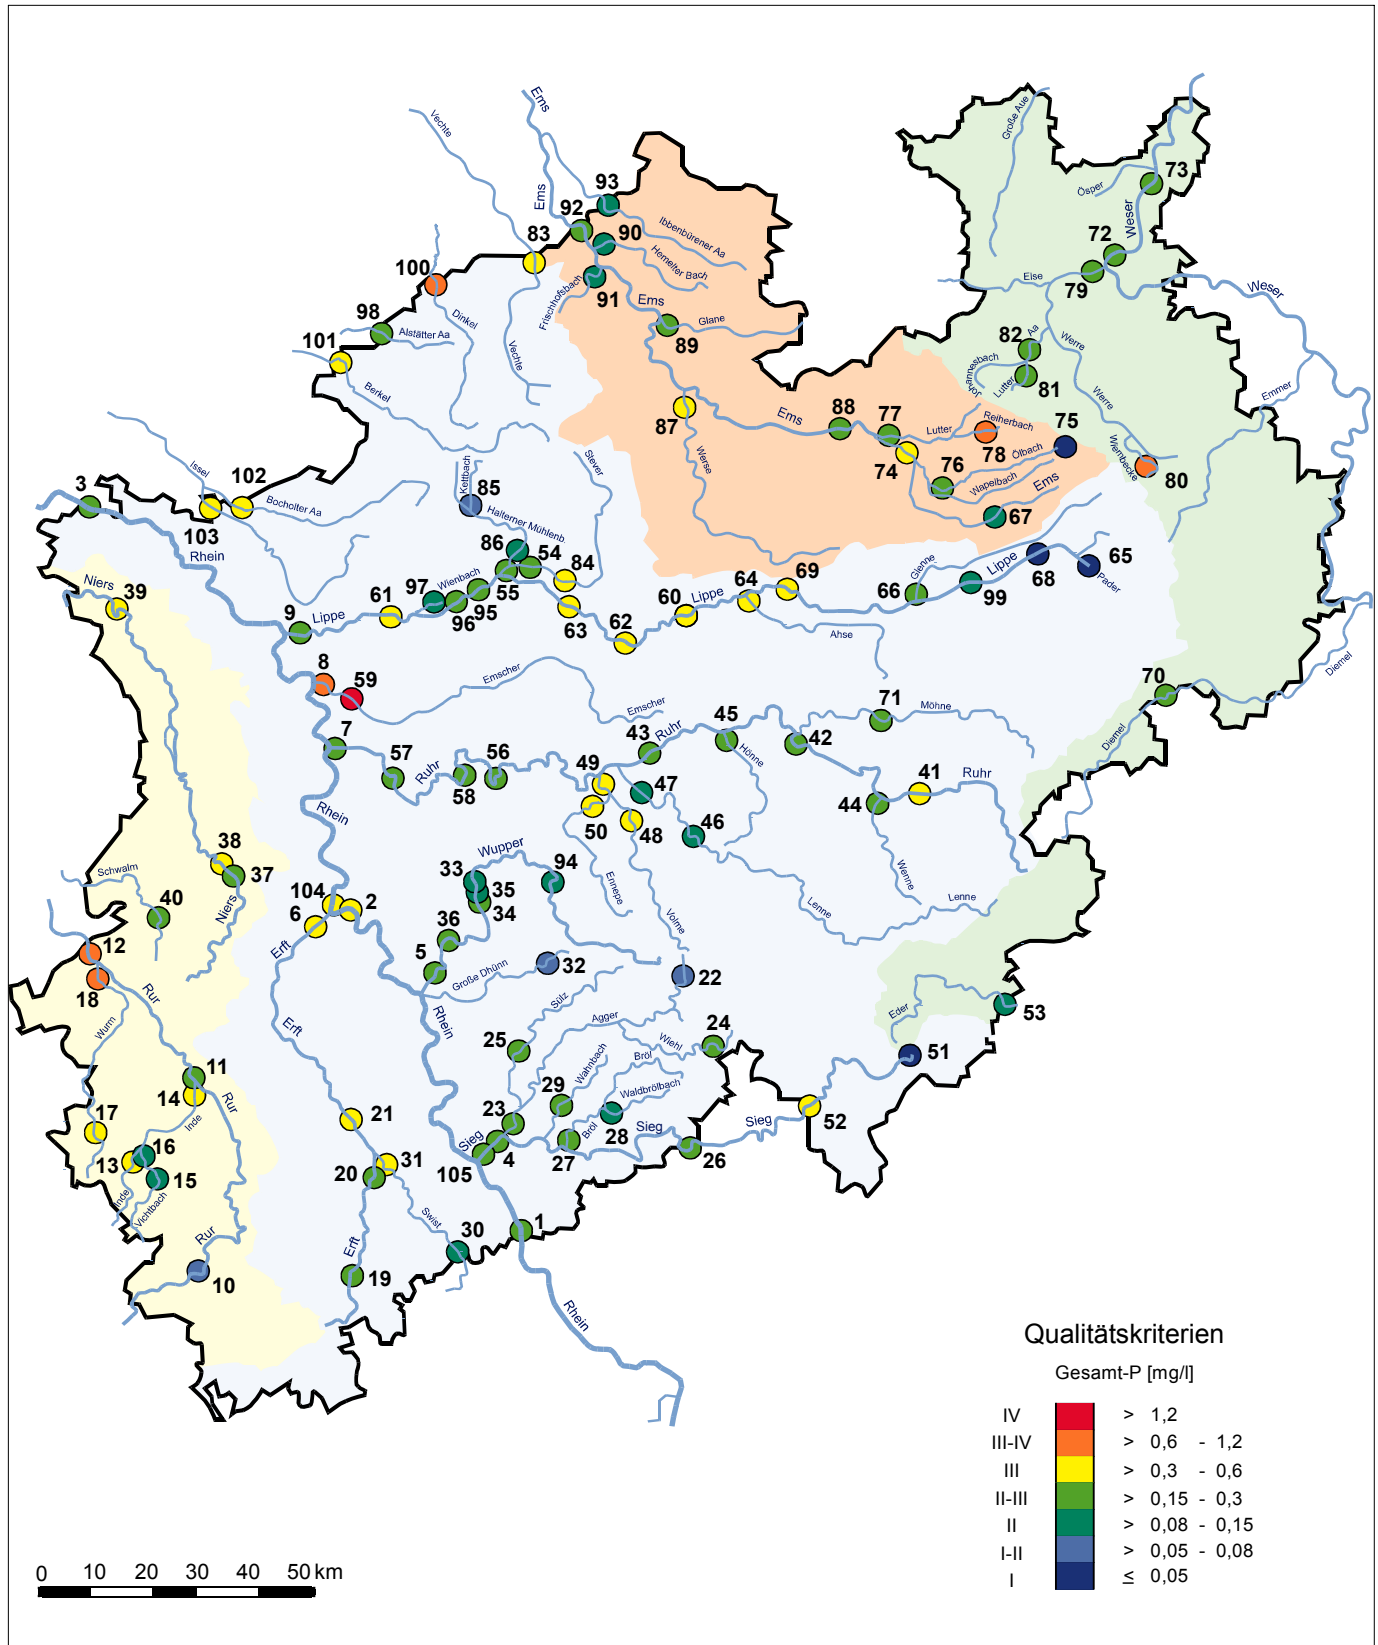 Ems
Vechte
93
Ems
92
90
Ibbenbürener Aa
Hemelter Bach
83
91
Frischhofsbach
Ems
Glane
89
100
98
Alstätter Aa
Dinkel
Vechte
101
Berkel
Große Aue
Ösper
73
Weser
72
Eise
79
Weser
82
Aa
Werre
Johannesbach
Lutter
81
Werre
Emmer
87
Ems
88
77
Lutter
Reiherbach
78
75
74
76
Ölbach
Wapelbach
Ems
67
Wiembecke
80
Werse
Issel
102
103
Bocholter Aa
Kettbach
85
Stever
Halterner Mühlenb.
86
54
84
3
Rhein
Niers
39
61
97
Wienbach
96
95
55
63
62
60
Lippe
64
69
Ahse
66
Glenne
Lippe
99
68
65
Pader
9
Lippe
8
59
Emscher
Emscher
7
57
Ruhr
58
56
43
Ruhr
45
Hönne
42
71
Möhne
70
Diemel
Diemel
49
47
50
48
46
44
41
Ruhr
Wenne
Lenne
Lenne
Ennepe
Volme
Rhein
Wupper
33
35
34
94
36
5
Große Dhünn
32
22
38
37
Niers
Schwalm
40
104
2
6
Erft
12
18
Rur
Wurm
Erft
Rhein
Sülz
25
Agger
Wiehl
24
Bröl
Wahnbach
Waldbrölbach
29
28
23
Sieg
4
105
27
Bröl
Sieg
26
Sieg
52
51
Eder
53
11
14
Rur
Inde
17
16
13
15
Inde
Vichtbach
Rur
10
21
31
20
Swist
30
Erft
19
1
Rhein
Qualitätskriterien
Gesamt-P [mg/l]
IV > 1,2
III-IV > 0,6 - 1,2
III > 0,3 - 0,6
II-III > 0,15 - 0,3
II > 0,08 - 0,15
I-II > 0,05 - 0,08
I ≤ 0,05
0 10 20 30 40 50 km